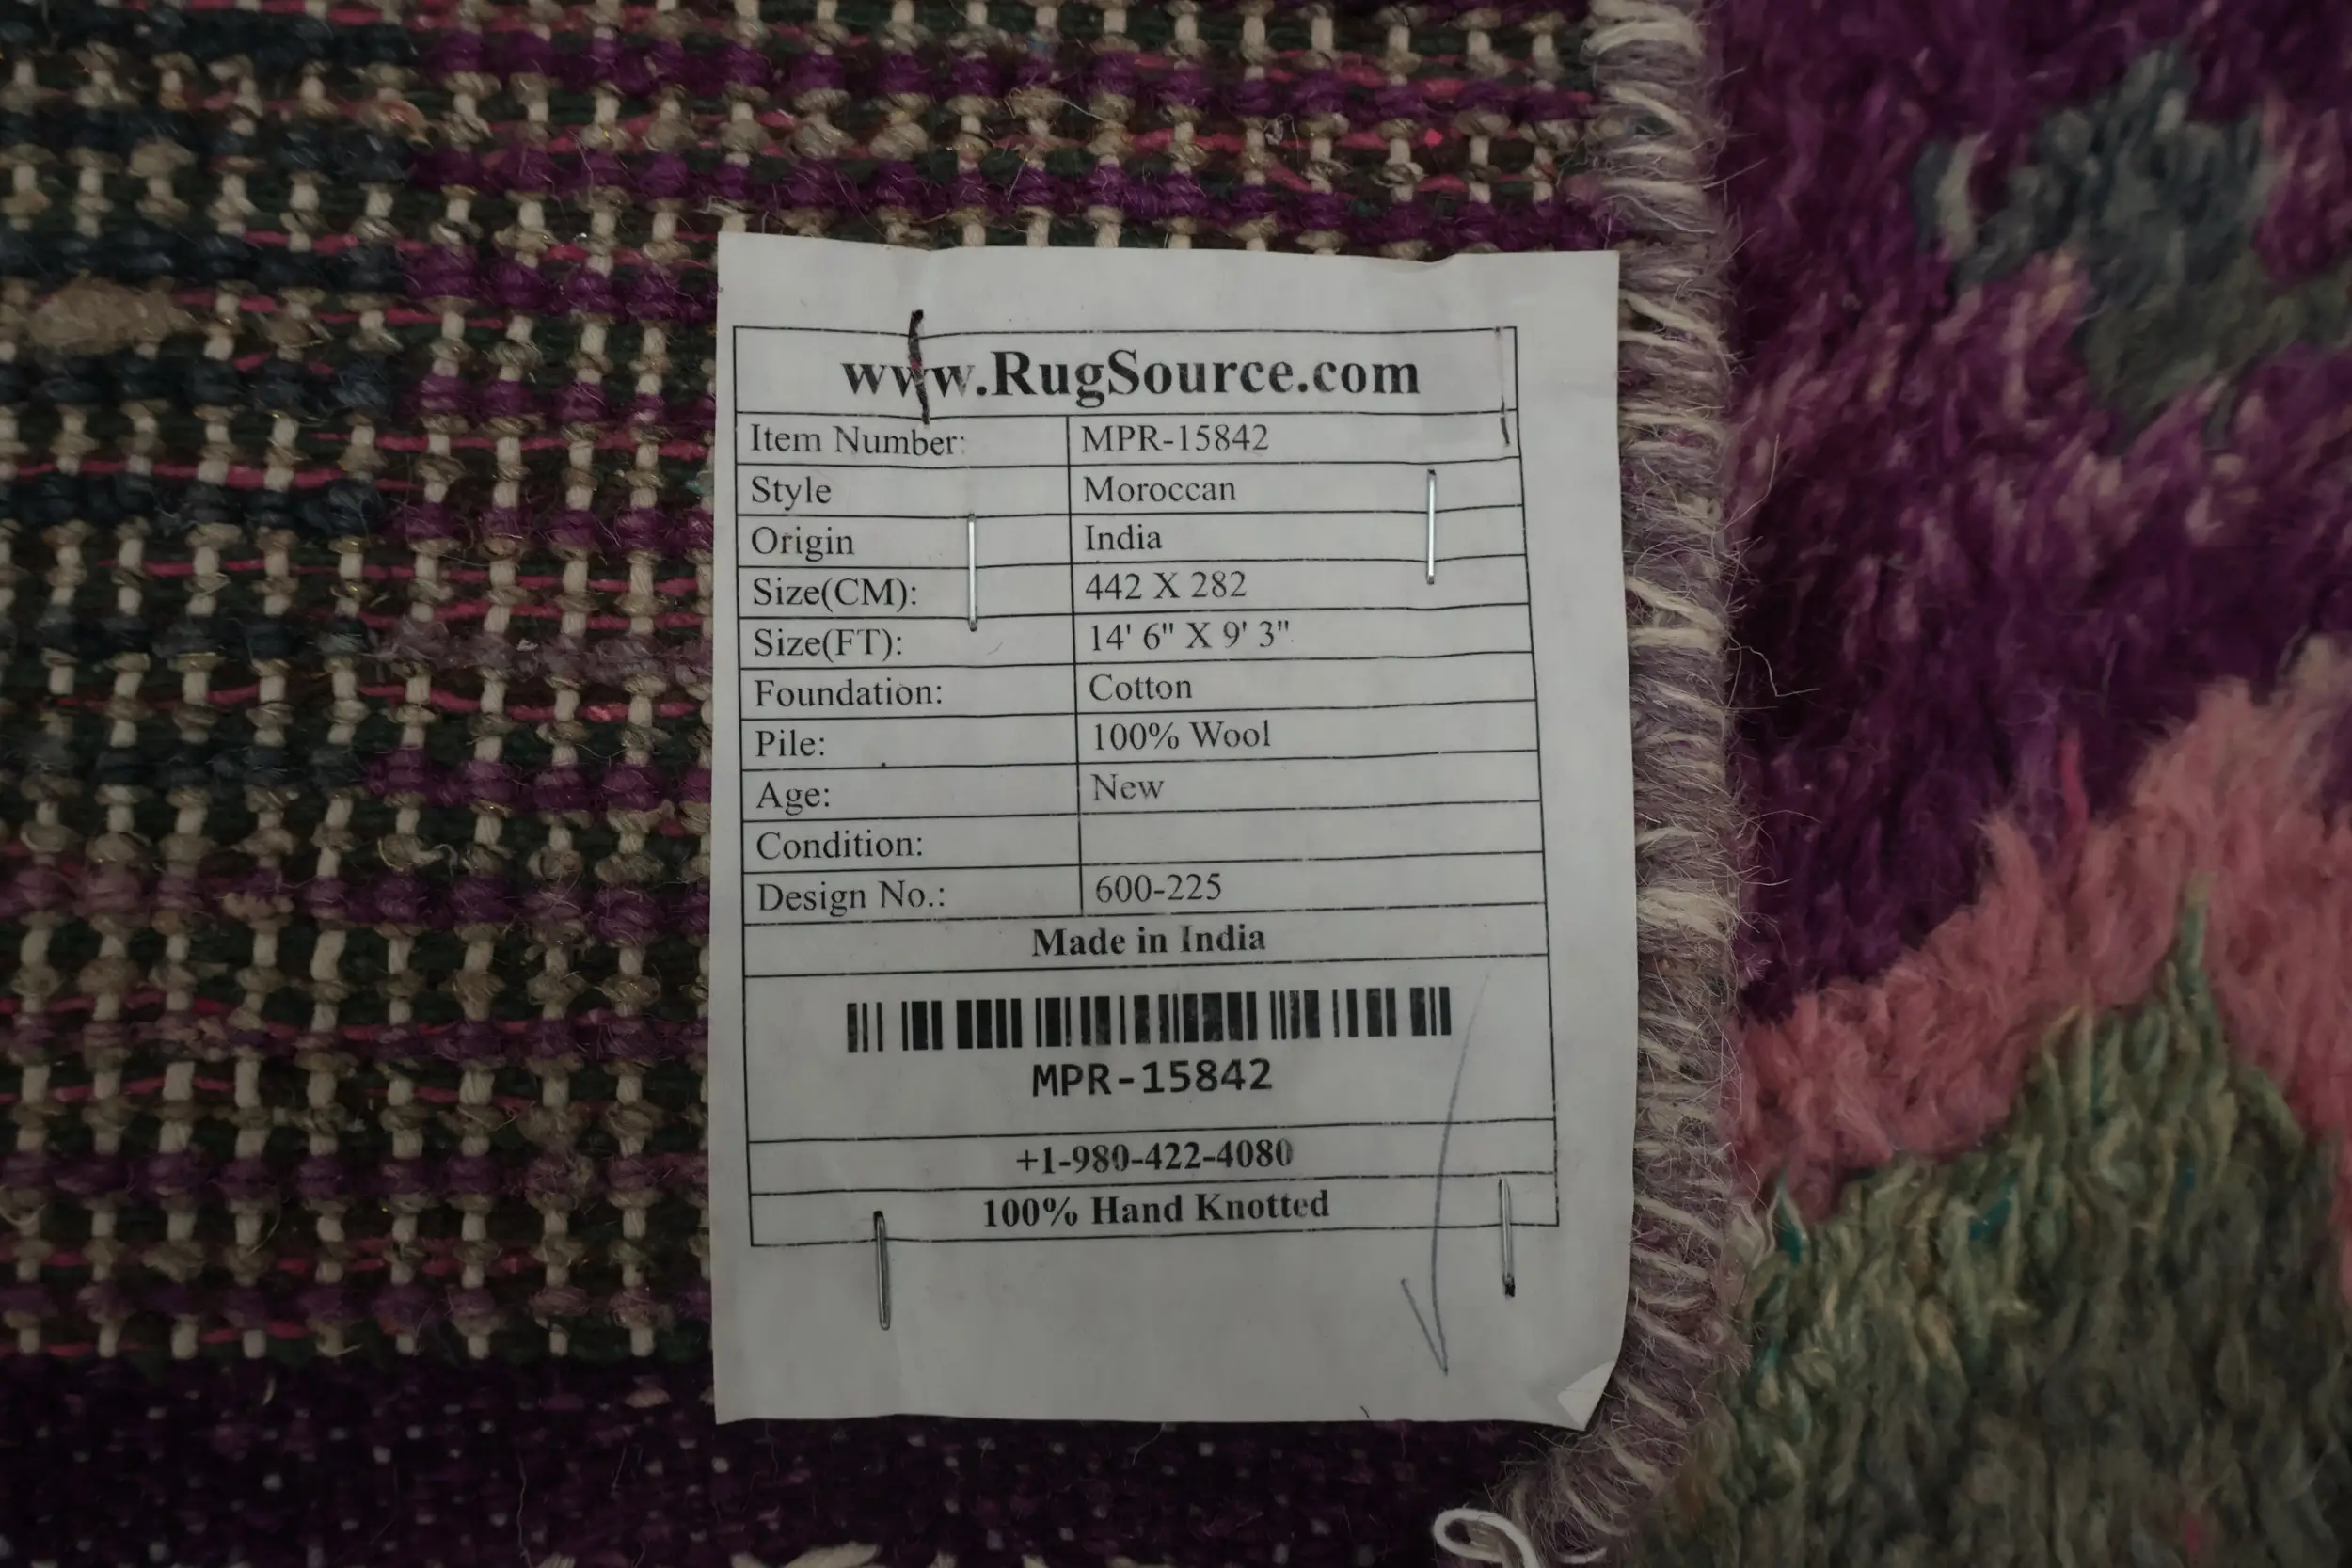 www.RugSource.com
Item Number: MPR-15842
Style Moroccan
Origin India
Size(CM): 442 X 282
Size(FT): 14' 6" X 9' 3"
Foundation: Cotton
Pile: 100% Wool
Age: New
Condition:
Design No.: 600-225
Made in India
MPR-15842
+1-980-422-4080
100% Hand Knotted